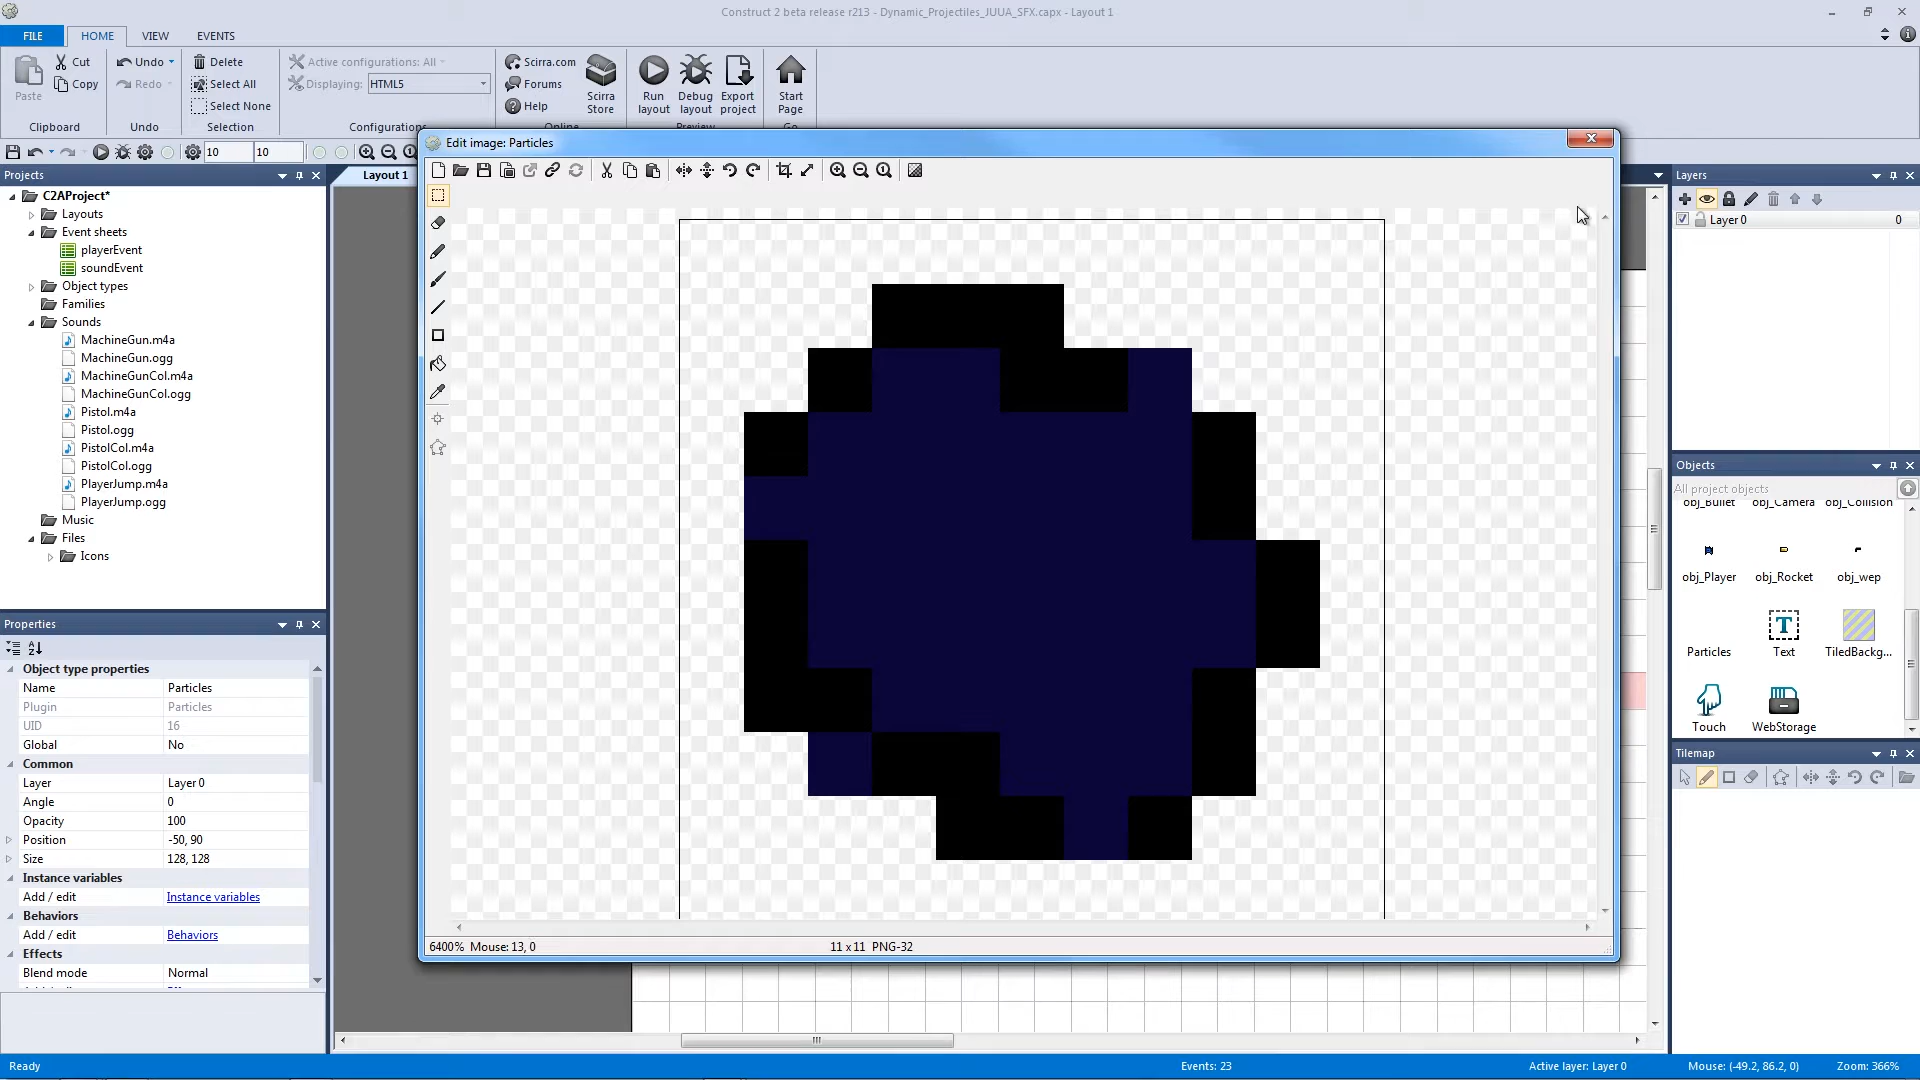 Construct 2 beta release r213 - Dynamic_Projectiles_JUUA_SFX.capx - Layout 1
FILE HOME VIEW EVENTS
Paste Cut Copy Undo Redo Delete Select All Select None
Active configurations: All
Displaying: HTML5
Scirra.com Forums Help Scirra Store Run layout Debug layout Export project Start Page
Clipboard Undo Selection Configurations
10 10
Projects
C2AProject*
Layouts
Event sheets
playerEvent
soundEvent
Object types
Families
Sounds
MachineGun.m4a
MachineGun.ogg
MachineGunCol.m4a
MachineGunCol.ogg
Pistol.m4a
Pistol.ogg
PistolCol.m4a
PistolCol.ogg
PlayerJump.m4a
PlayerJump.ogg
Music
Files
Icons
Properties
Object type properties
Name Particles
Plugin Particles
UID 16
Global No
Common
Layer Layer 0
Angle 0
Opacity 100
Position -50, 90
Size 128, 128
Instance variables
Add / edit Instance variables
Behaviors
Add / edit Behaviors
Effects
Blend mode Normal
Layout 1
Edit image: Particles
6400% Mouse: 13, 0 11 x 11 PNG-32
Layers
Layer 0 0
Objects
All project objects
obj_Bullet obj_Camera obj_Collision
obj_Player obj_Rocket obj_wep
Particles Text TiledBackg...
Touch WebStorage
Tilemap
Ready Events: 23 Active layer: Layer 0 Mouse: (-49.2, 86.2, 0) Zoom: 366%